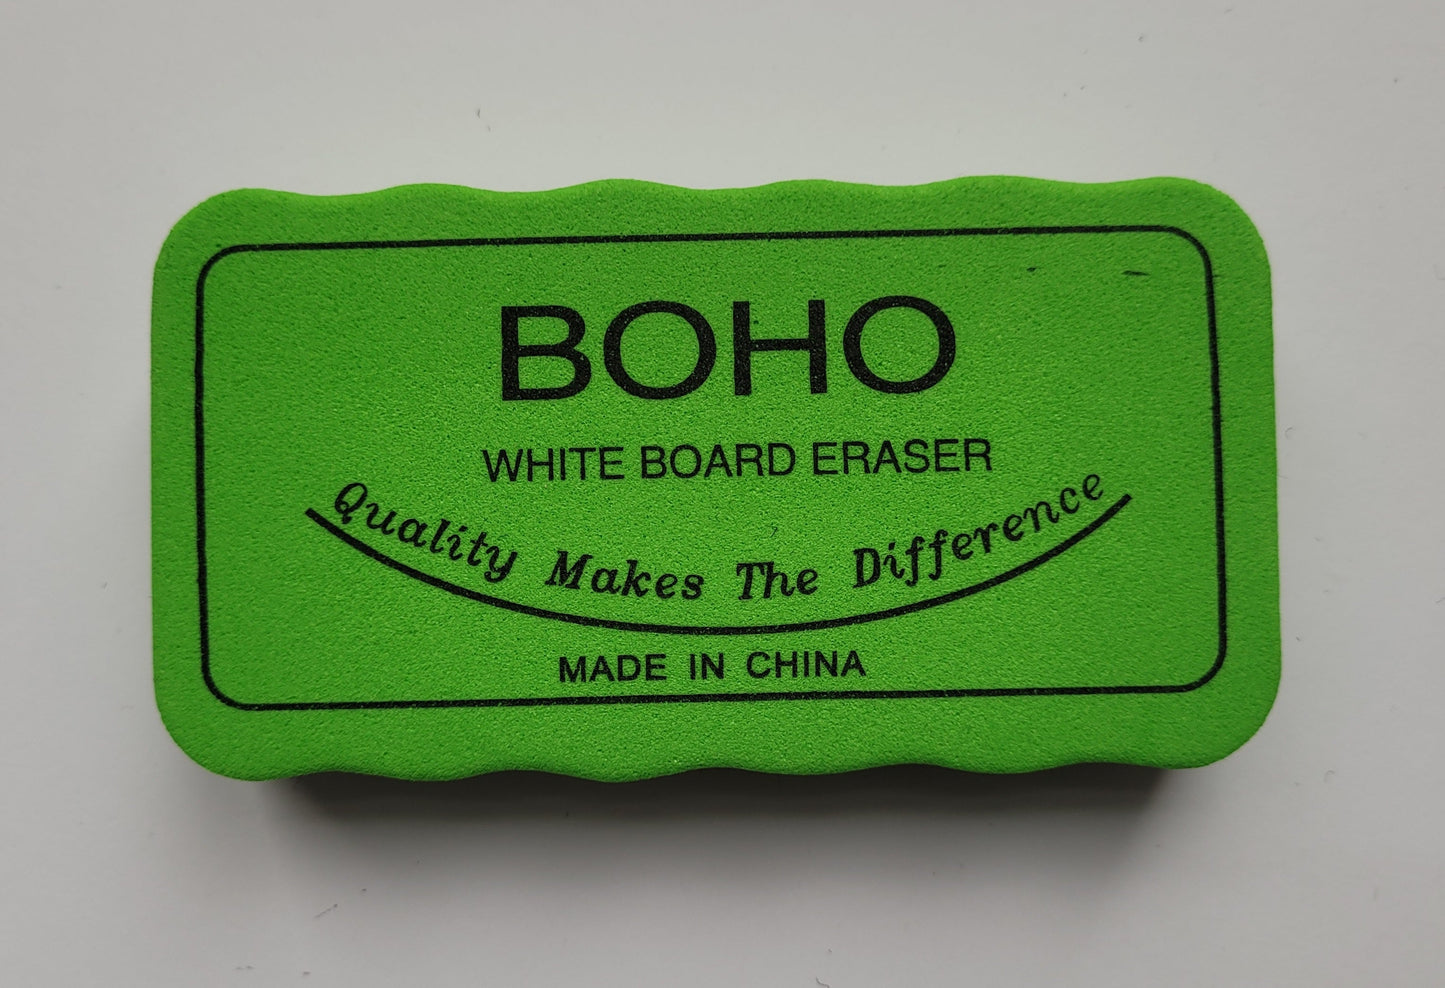 BOHO
WHITE BOARD ERASER
Quality Makes The Difference
MADE IN CHINA